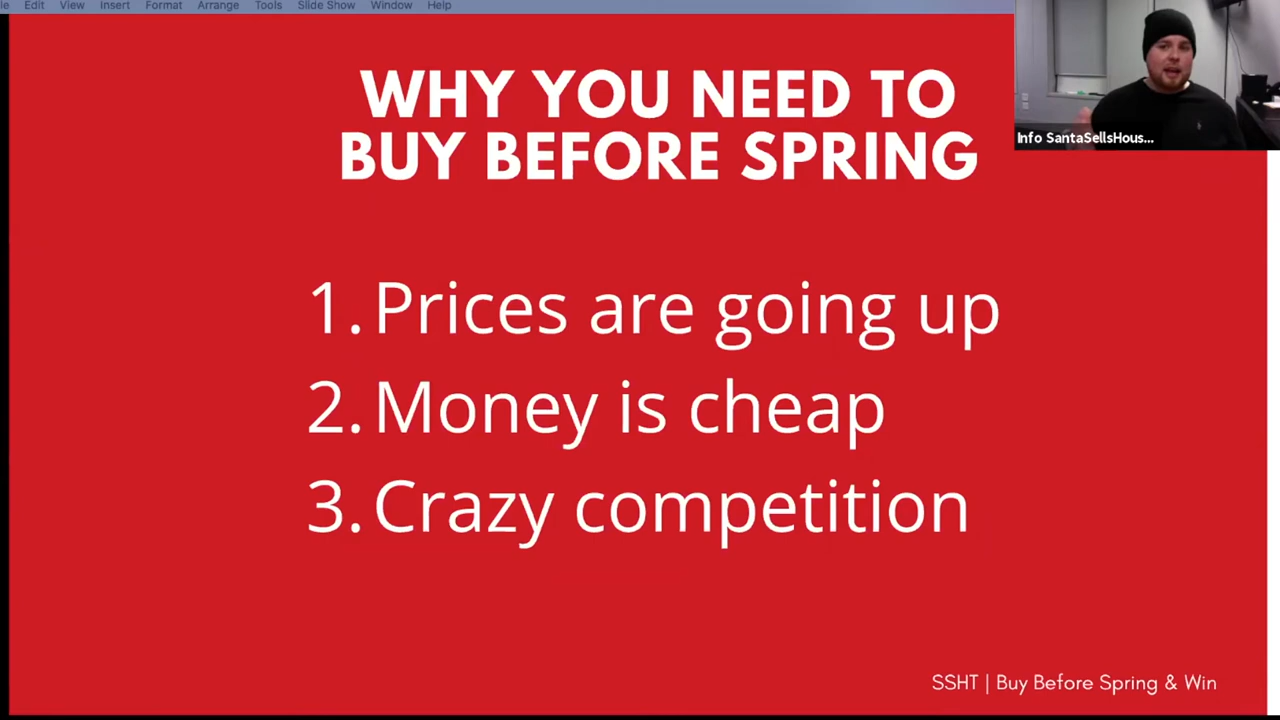 le Edit View Insert Format Arrange Tools Slide Show Window Help
WHY YOU NEED TO
BUY BEFORE SPRING
Info SantaSellsHous...
1. Prices are going up
2. Money is cheap
3. Crazy competition
SSHT | Buy Before Spring & Win